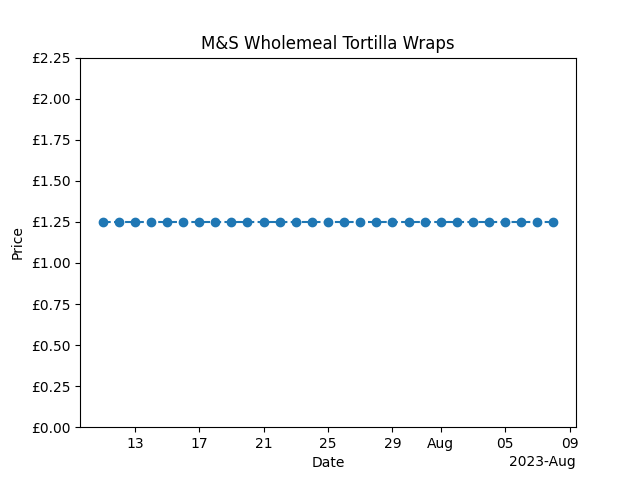 M&S Wholemeal Tortilla Wraps
£2.25
£2.00
£1.75
£1.50
£1.25
£1.00
£0.75
£0.50
£0.25
£0.00
Price
13 17 21 25 29 Aug 05 09
Date
2023-Aug